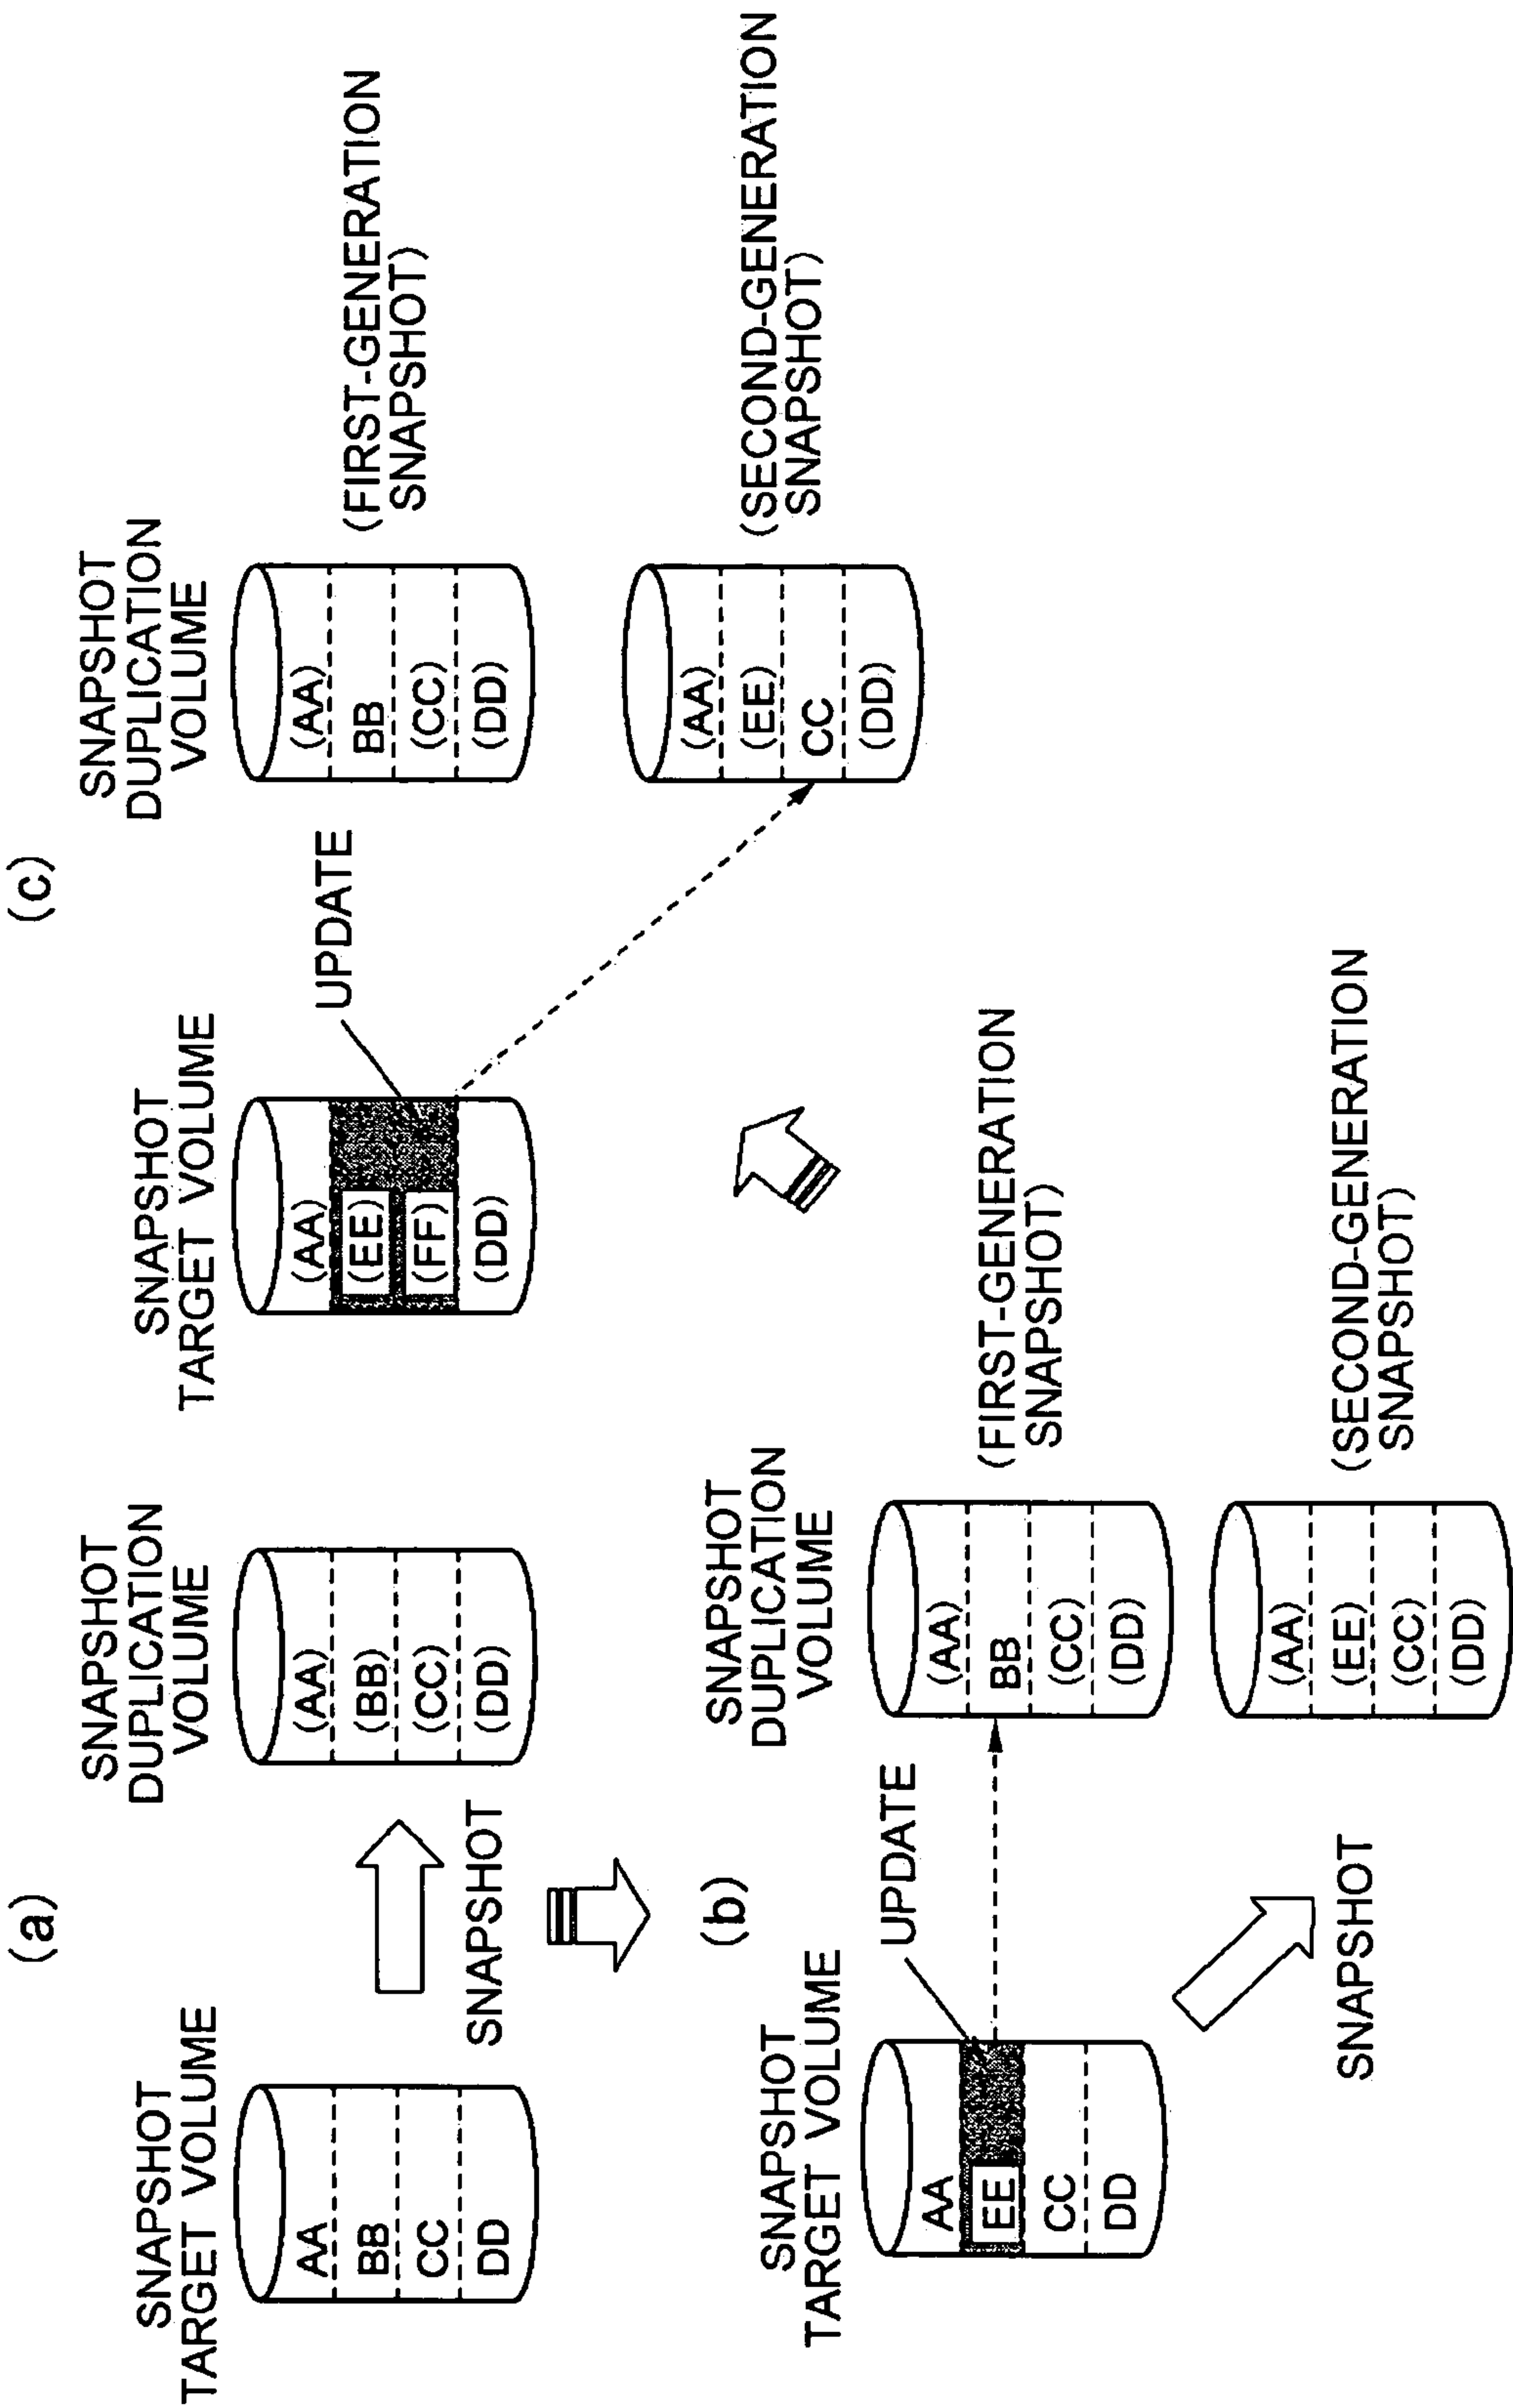 (a)
SNAPSHOT
TARGET VOLUME
AA
BB
CC
DD
SNAPSHOT
SNAPSHOT
DUPLICATION
VOLUME
(AA)
(BB)
(CC)
(DD)
(b)
SNAPSHOT
TARGET VOLUME
AA
EE
CC
DD
UPDATE
SNAPSHOT
SNAPSHOT
DUPLICATION
VOLUME
(AA)
BB
(CC)
(DD)
(FIRST-GENERATION
SNAPSHOT)
(AA)
(EE)
(CC)
(DD)
(SECOND-GENERATION
SNAPSHOT)
(c)
SNAPSHOT
TARGET VOLUME
(AA)
(EE)
(FF)
(DD)
UPDATE
SNAPSHOT
DUPLICATION
VOLUME
(AA)
BB
(CC)
(DD)
(FIRST-GENERATION
SNAPSHOT)
(AA)
(EE)
CC
(DD)
(SECOND-GENERATION
SNAPSHOT)